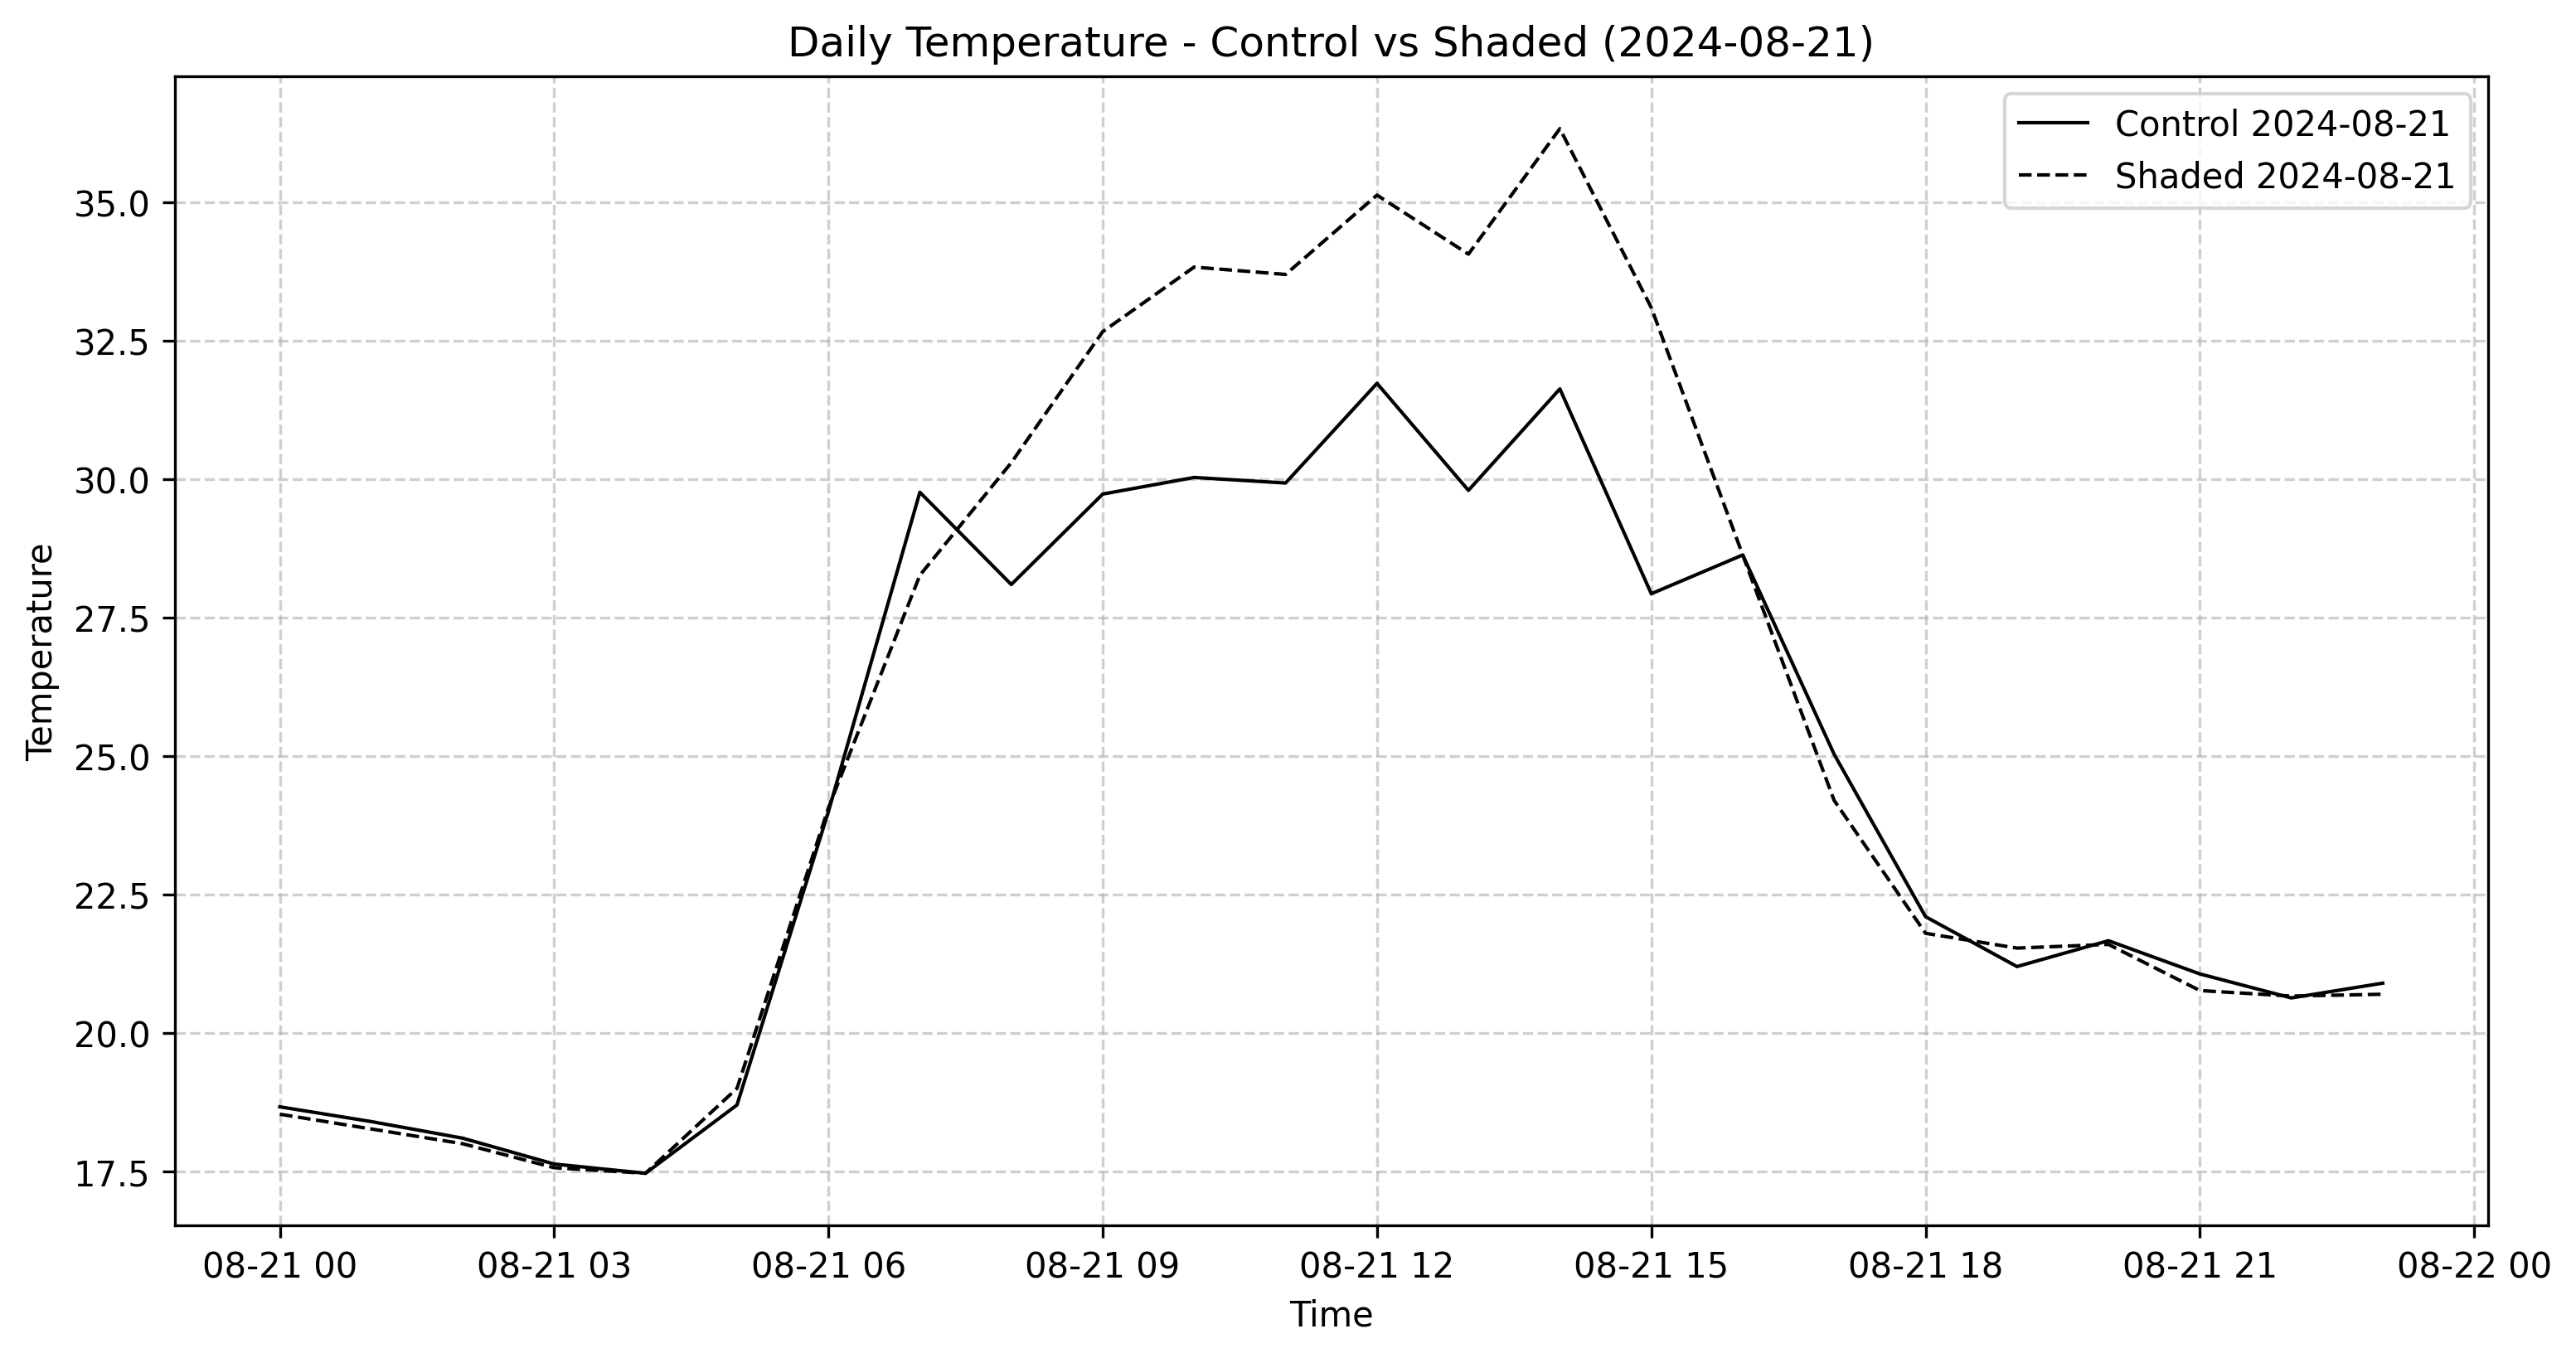 Daily Temperature - Control vs Shaded (2024-08-21)
Control 2024-08-21
Shaded 2024-08-21
Temperature
35.0
32.5
30.0
27.5
25.0
22.5
20.0
17.5
08-21 00 08-21 03 08-21 06 08-21 09 08-21 12 08-21 15 08-21 18 08-21 21 08-22 00
Time